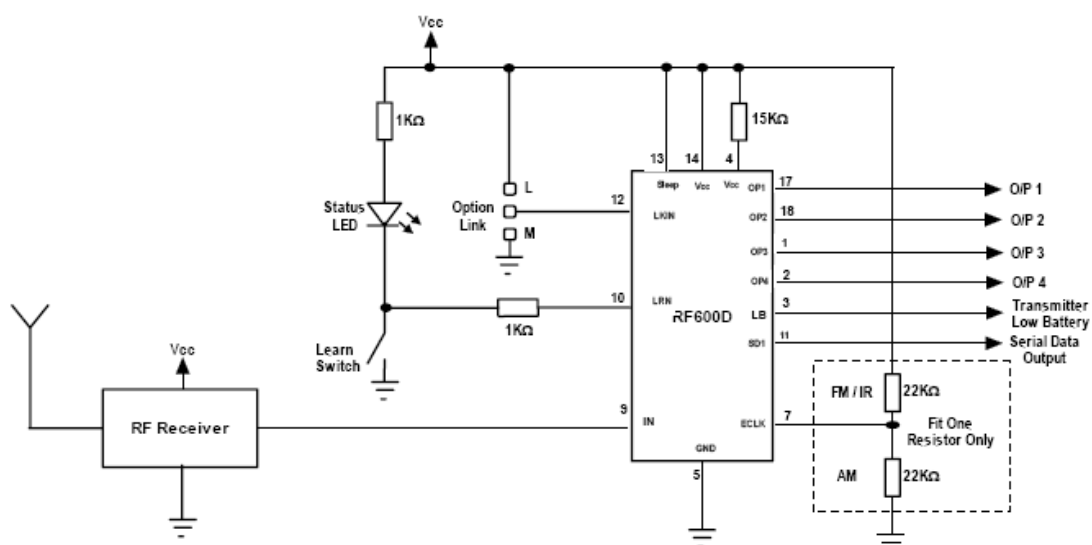 Vcc
1KΩ
15KΩ
13
14
4
Sleep
Vcc
Vcc
OP1
17
O/P 1
L
Status
LED
Option
Link
12
LKIN
OP2
18
O/P 2
M
OP3
1
O/P 3
OP4
2
O/P 4
10
LRN
RF600D
LB
3
Transmitter
Low Battery
1KΩ
SD1
11
Serial Data
Output
Learn
Switch
Vcc
FM / IR
22KΩ
RF Receiver
9
IN
ECLK
7
Fit One
Resistor Only
GND
5
AM
22KΩ